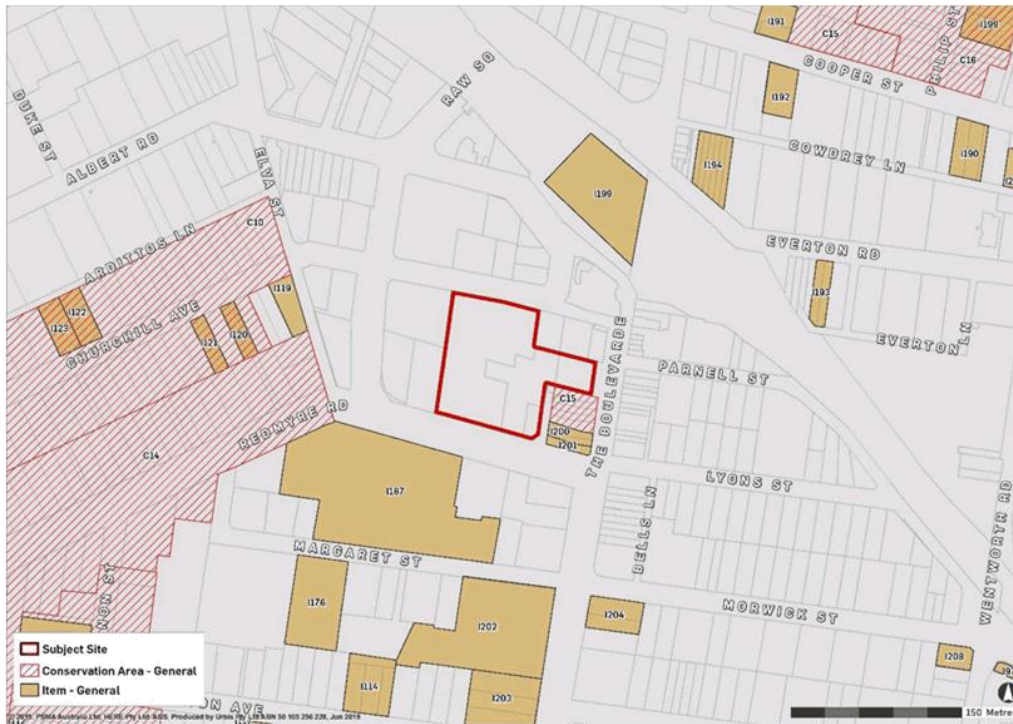 I191
C15
PHILIP ST
I199
C16
COOPER ST
RAW SQ
DUKE ST
I192
ALBERT RD
I194
COWDREY LN
I190
ELVA ST
I199
C10
ARDITTOS LN
EVERTON RD
I119
I193
I122
I123
CHURCHILL AVE
I120
I121
EVERTON LN
THE BOULEVARDE
PARNELL ST
C15
REDMYRE RD
I200
I201
C14
LYONS ST
I187
BELLS LN
WENTWORTH RD
MARGARET ST
I176
I204
MORWICK ST
I202
I208
Subject Site
Conservation Area - General
Item - General
I114
I203
150 Metres